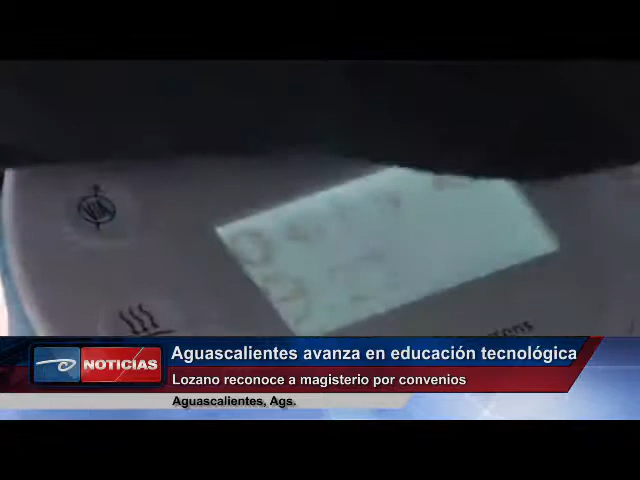 Aguascalientes avanza en educación tecnológica
NOTICIAS
Lozano reconoce a magisterio por convenios
Aguascalientes, Ags.